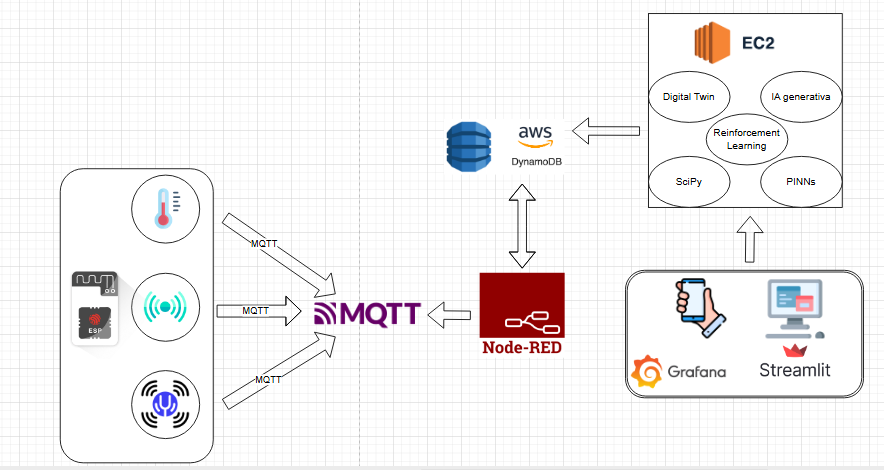 EC2
Digital Twin
IA generativa
Reinforcement
Learning
SciPy
PINNs
aws
DynamoDB
MQTT
MQTT
MQTT
ESP
MQTT
Node-RED
Grafana
Streamlit